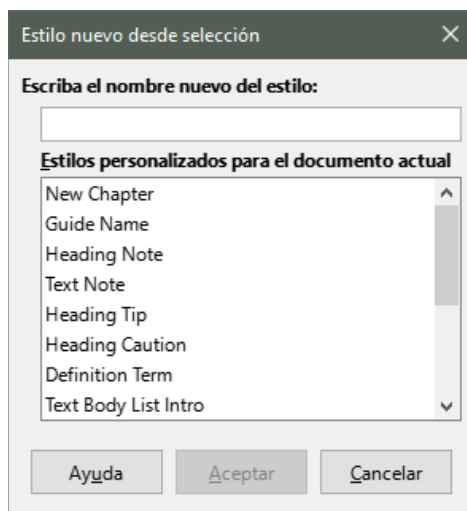 Estilo nuevo desde selección
Escriba el nombre nuevo del estilo:
Estilos personalizados para el documento actual
New Chapter
Guide Name
Heading Note
Text Note
Heading Tip
Heading Caution
Definition Term
Text Body List Intro
Ayuda Aceptar Cancelar